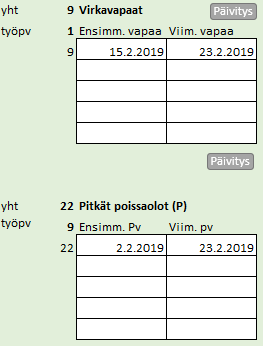 yht 9 Virkavapaat Päivitys
työpv 1 Ensimm. vapaa Viim. vapaa
9 15.2.2019 23.2.2019
Päivitys
yht 22 Pitkät poissaolot (P)
työpv 9 Ensimm. Pv Viim. pv
22 2.2.2019 23.2.2019